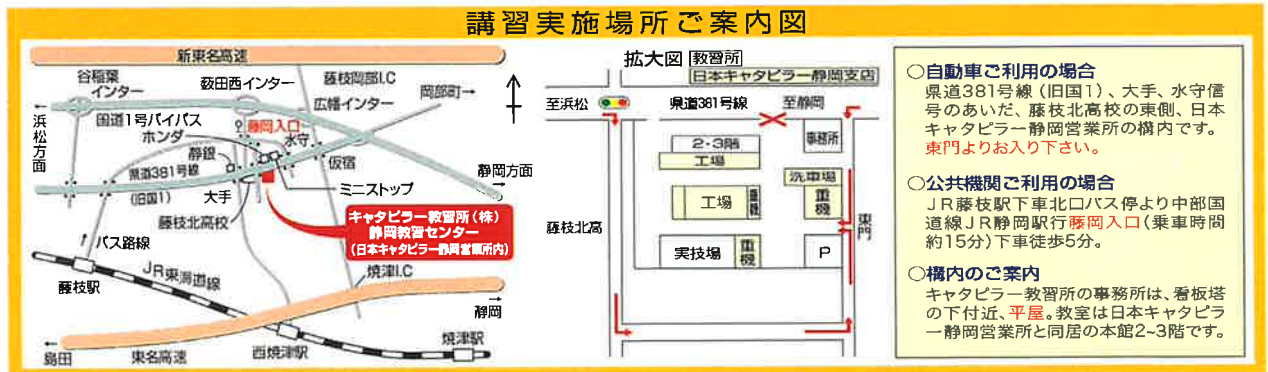 講習実施場所ご案内図
新東名高速
谷稲葉
インター
薮田西インター
藤枝岡部I.C
岡部町→
広幡インター
←浜松方面
国道1号バイパス
ホンダ
藤岡入口
水守
静銀
仮宿
県道381号線
(旧国1)
大手
ミニストップ
静岡方面
→
藤枝北高校
キャタピラー教習所(株)
静岡教習センター
(日本キャタピラー静岡営業所内)
バス路線
JR東海道線
藤枝駅
焼津I.C
→
静岡
焼津駅
西焼津駅
東名高速
←
島田
拡大図 教習所
日本キャタピラー静岡支店
至浜松
県道381号線
至静岡
2・3階
工場
事務所
洗車場
工場
重機
重機
東門
藤枝北高
実技場
重機
P
○自動車ご利用の場合
県道381号線(旧国1)、大手、水守信
号のあいだ、藤枝北高校の東側、日本
キャタピラー静岡営業所の構内です。
東門よりお入り下さい。
○公共機関ご利用の場合
JR藤枝駅下車北口バス停より中部国
道線JR静岡駅行藤岡入口(乗車時間
約15分)下車徒歩5分。
○構内のご案内
キャタピラー教習所の事務所は、看板塔
の下付近、平屋。教室は日本キャタピラ
ー静岡営業所と同居の本館2~3階です。